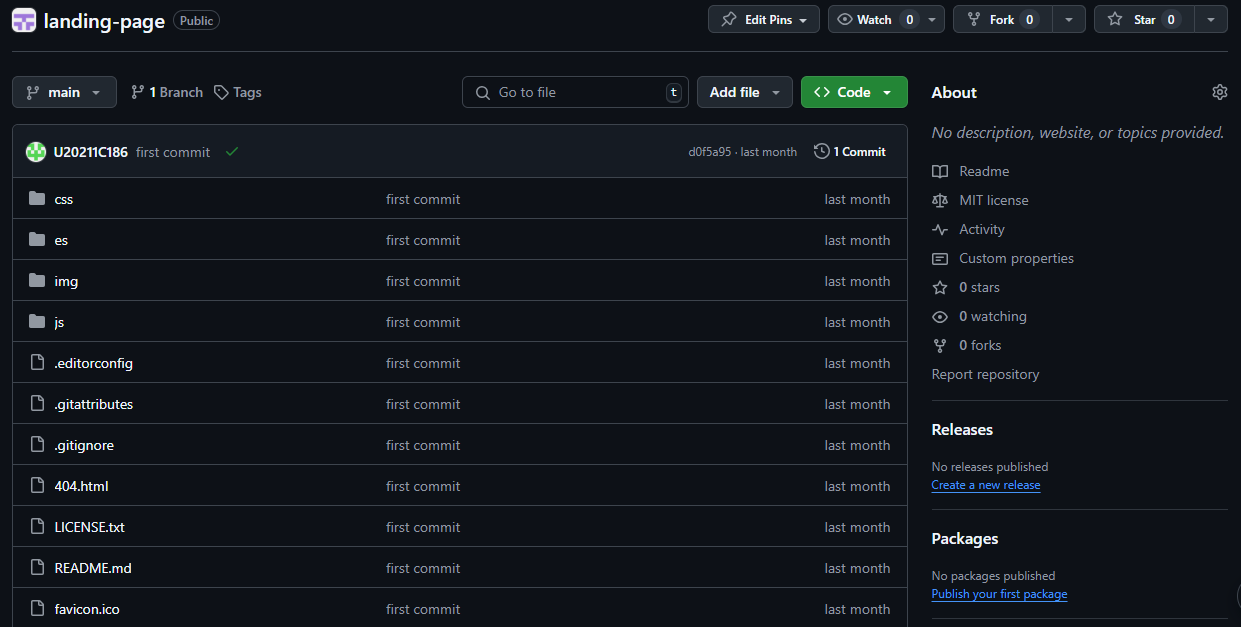 landing-page Public Edit Pins Watch 0 Fork 0 Star 0
main 1 Branch Tags Go to file t Add file Code
U20211C186 first commit d0f5a95 · last month 1 Commit
css first commit last month
es first commit last month
img first commit last month
js first commit last month
.editorconfig first commit last month
.gitattributes first commit last month
.gitignore first commit last month
404.html first commit last month
LICENSE.txt first commit last month
README.md first commit last month
favicon.ico first commit last month
About
No description, website, or topics provided.
Readme
MIT license
Activity
Custom properties
0 stars
0 watching
0 forks
Report repository
Releases
No releases published
Create a new release
Packages
No packages published
Publish your first package